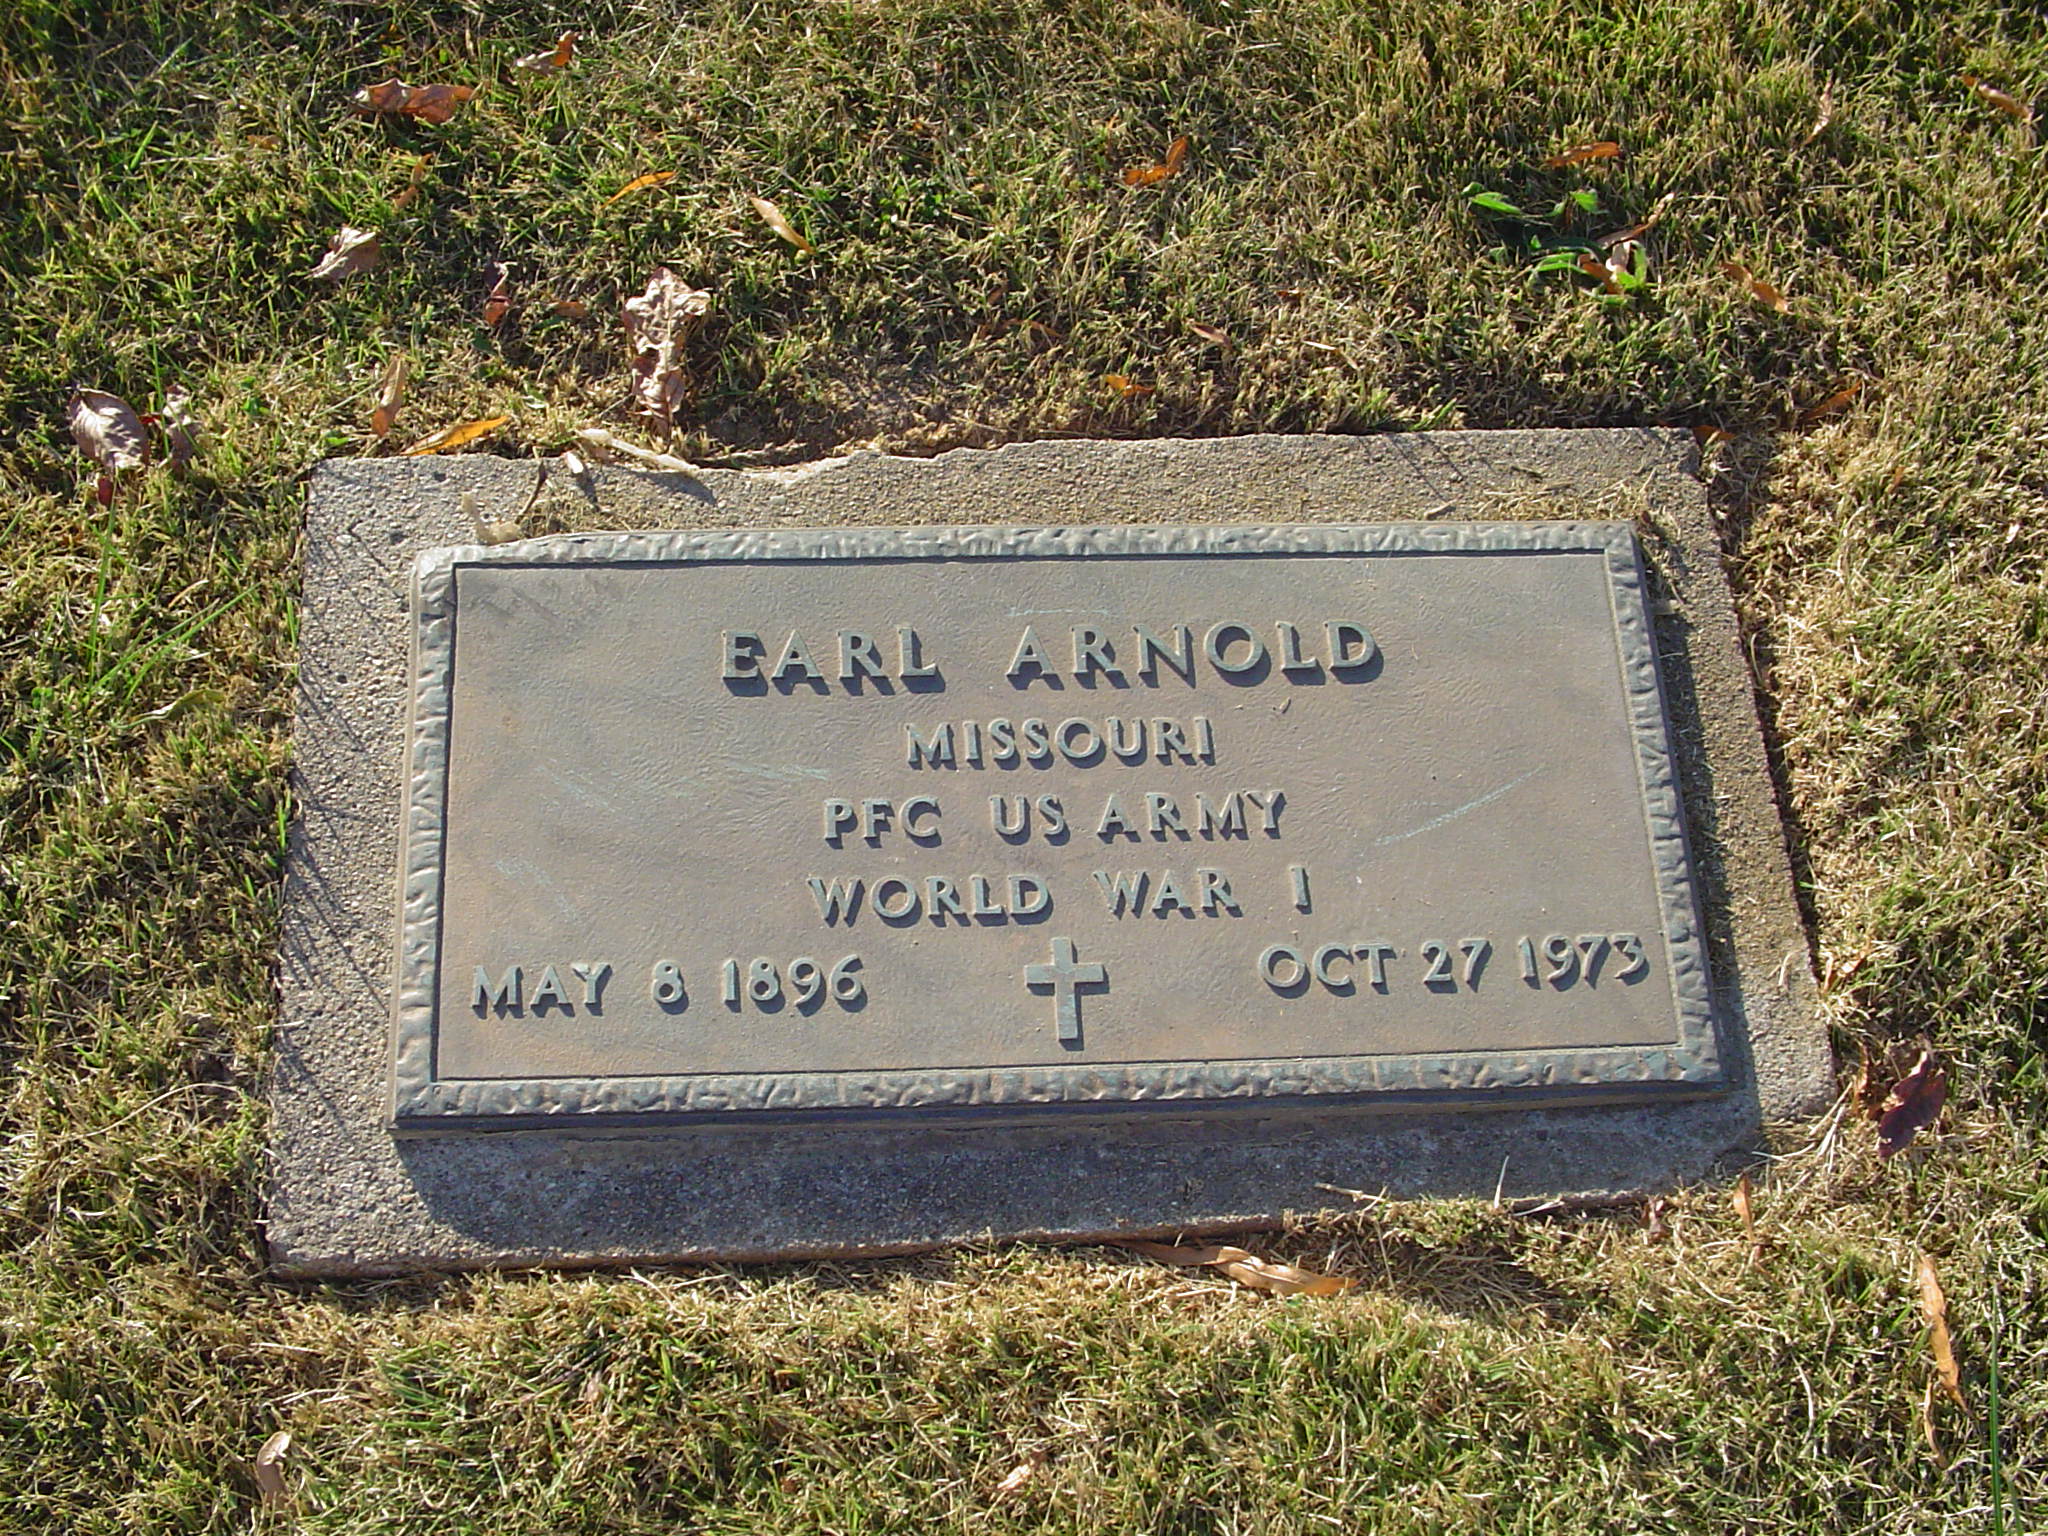 EARL ARNOLD
MISSOURI
PFC US ARMY
WORLD WAR I
MAY 8 1896 OCT 27 1973